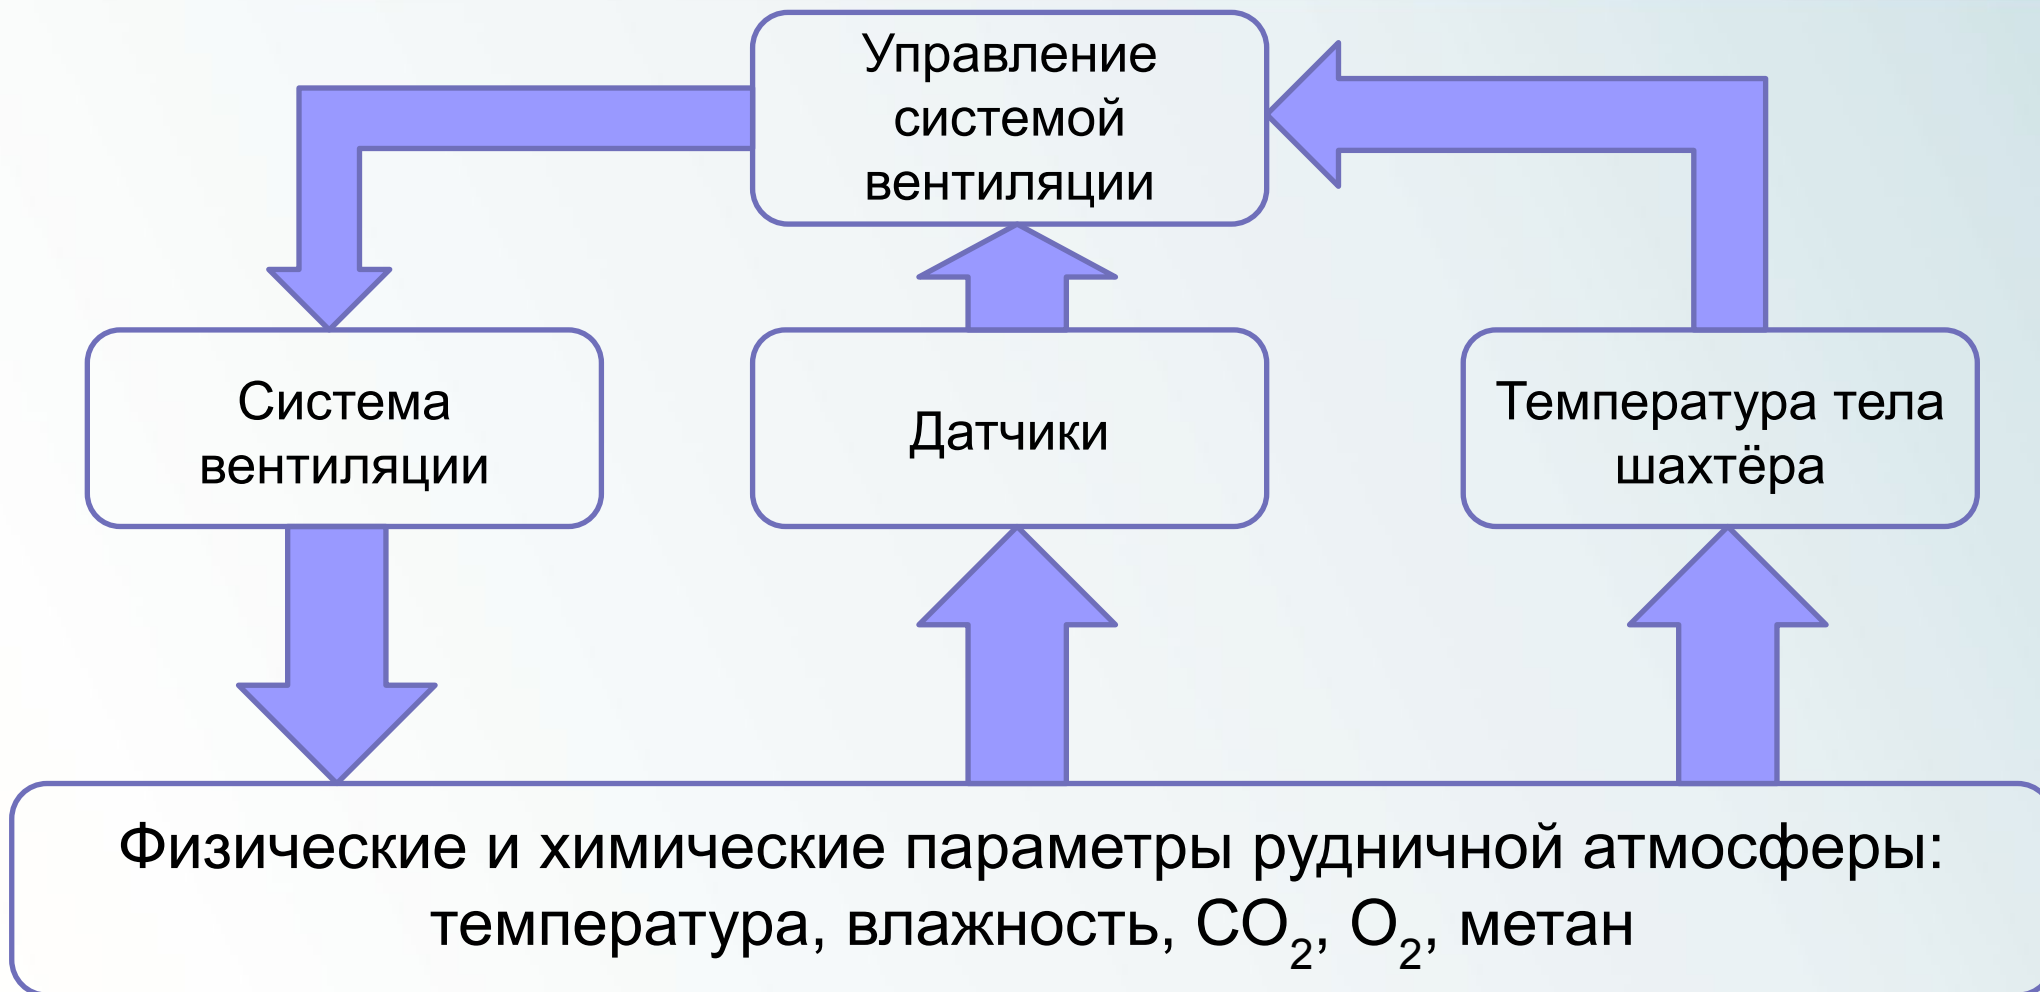 Управление
системой
вентиляции
Система
вентиляции
Датчики
Температура тела
шахтёра
Физические и химические параметры рудничной атмосферы:
температура, влажность, CO₂, O₂, метан